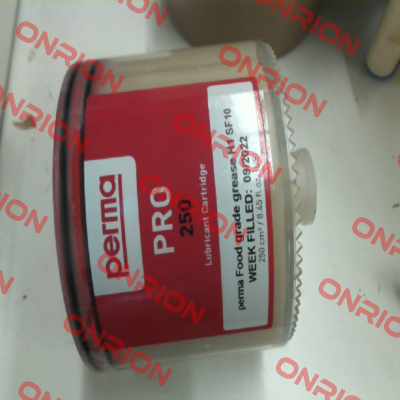 perma
PRO
250
Lubricant Cartridge
perma Food grade grease H1 SF10
WEEK FILLED: 09/2022
250 cm³ / 8.45 fl oz
ONRION
ONRION
ONRION
ONRION
ONRION
ONRION
ONRION
ONRION